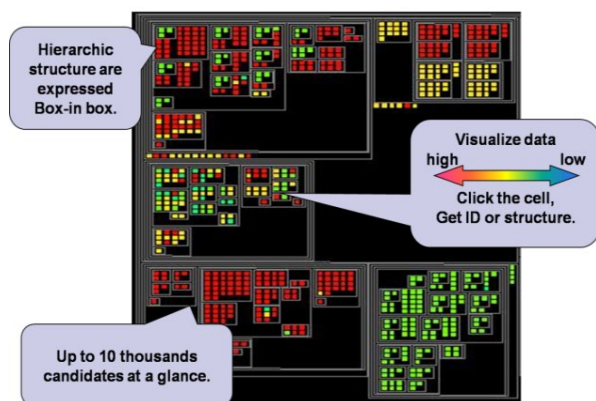 Hierarchic
structure are
expressed
Box-in box.
Visualize data
high low
Click the cell,
Get ID or structure.
Up to 10 thousands
candidates at a glance.